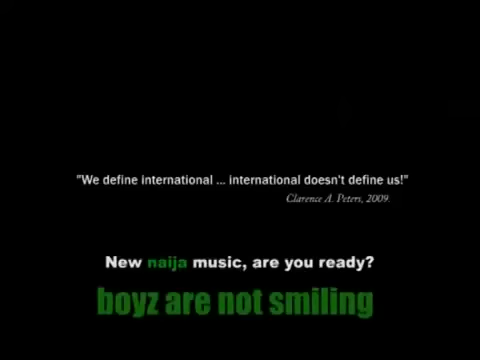 "We define international ... international doesn't define us!"
Clarence A. Peters, 2009.
New naija music, are you ready?
boyz are not smiling